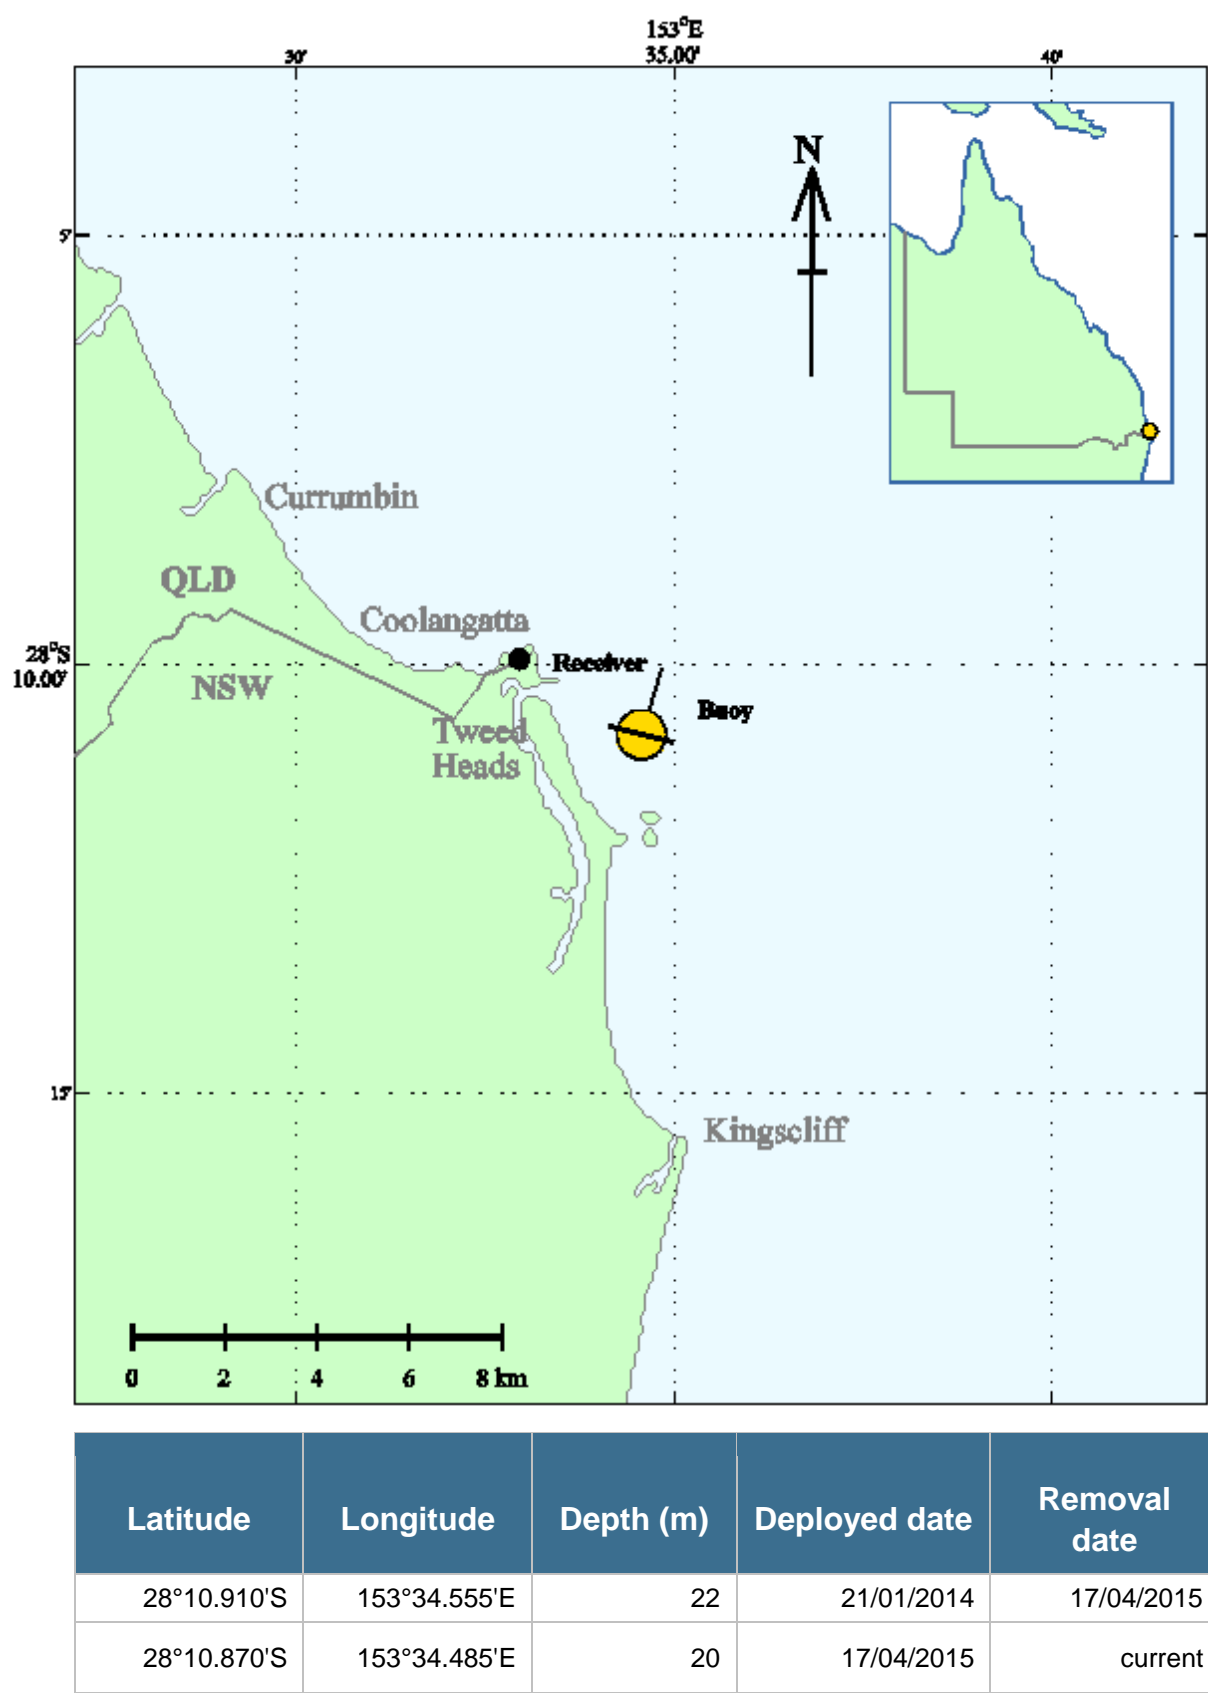 153°E
30' 35.00' 40'
N
5'
Currumbin
QLD
Coolangatta
28°S
10.00'
Receiver
NSW
Buoy
Tweed
Heads
15'
Kingscliff
0 2 4 6 8 km
Latitude Longitude Depth (m) Deployed date Removal date
28°10.910'S 153°34.555'E 22 21/01/2014 17/04/2015
28°10.870'S 153°34.485'E 20 17/04/2015 current